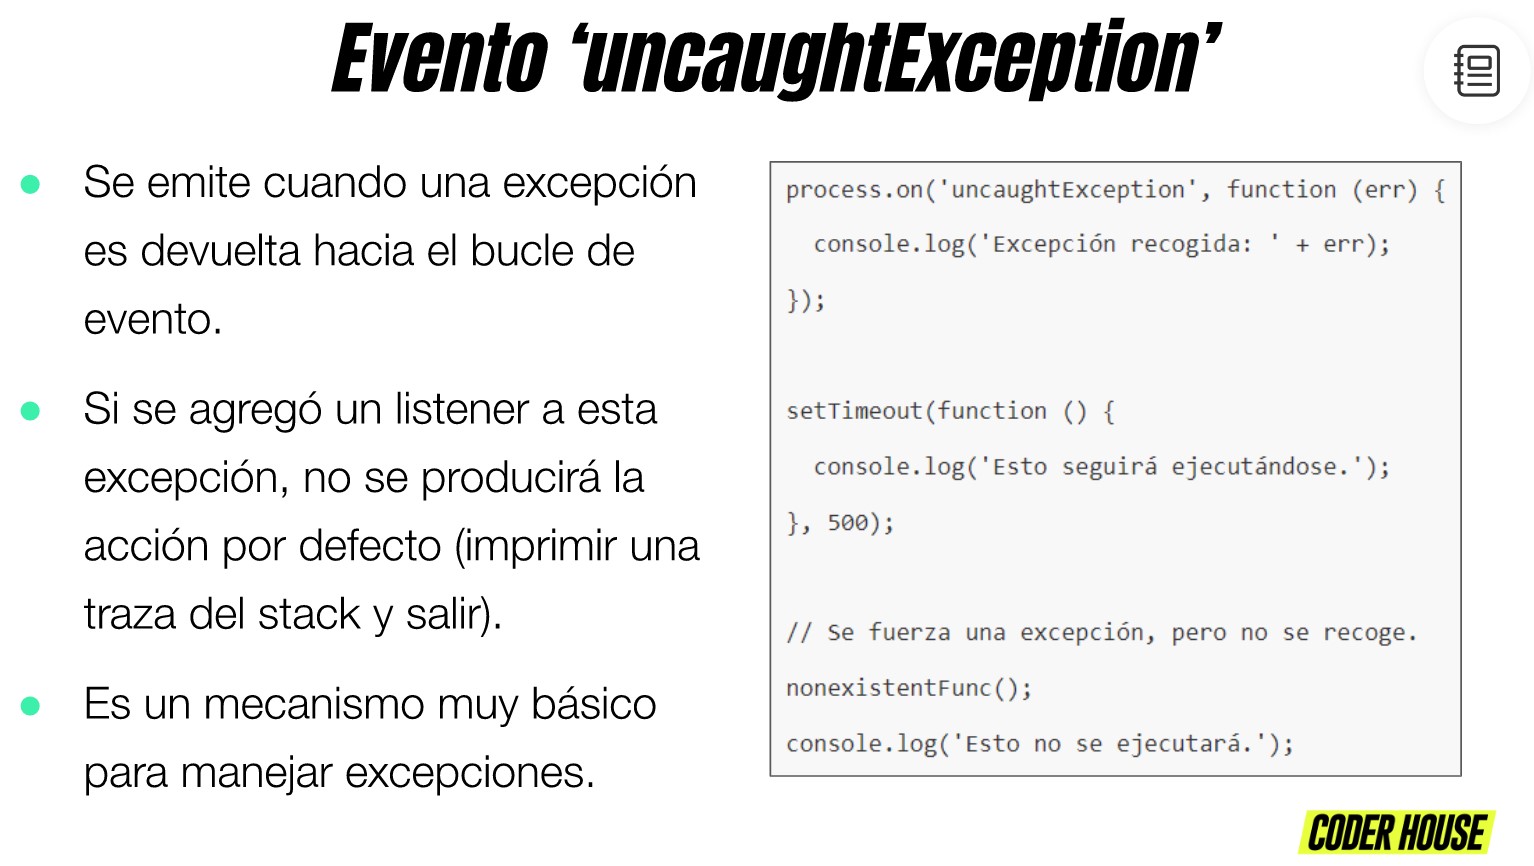 Evento ‘uncaughtException’
● Se emite cuando una excepción
es devuelta hacia el bucle de
evento.
● Si se agregó un listener a esta
excepción, no se producirá la
acción por defecto (imprimir una
traza del stack y salir).
● Es un mecanismo muy básico
para manejar excepciones.
process.on('uncaughtException', function (err) {
  console.log('Excepción recogida: ' + err);
});
setTimeout(function () {
  console.log('Esto seguirá ejecutándose.');
}, 500);
// Se fuerza una excepción, pero no se recoge.
nonexistentFunc();
console.log('Esto no se ejecutará.');
CODER HOUSE